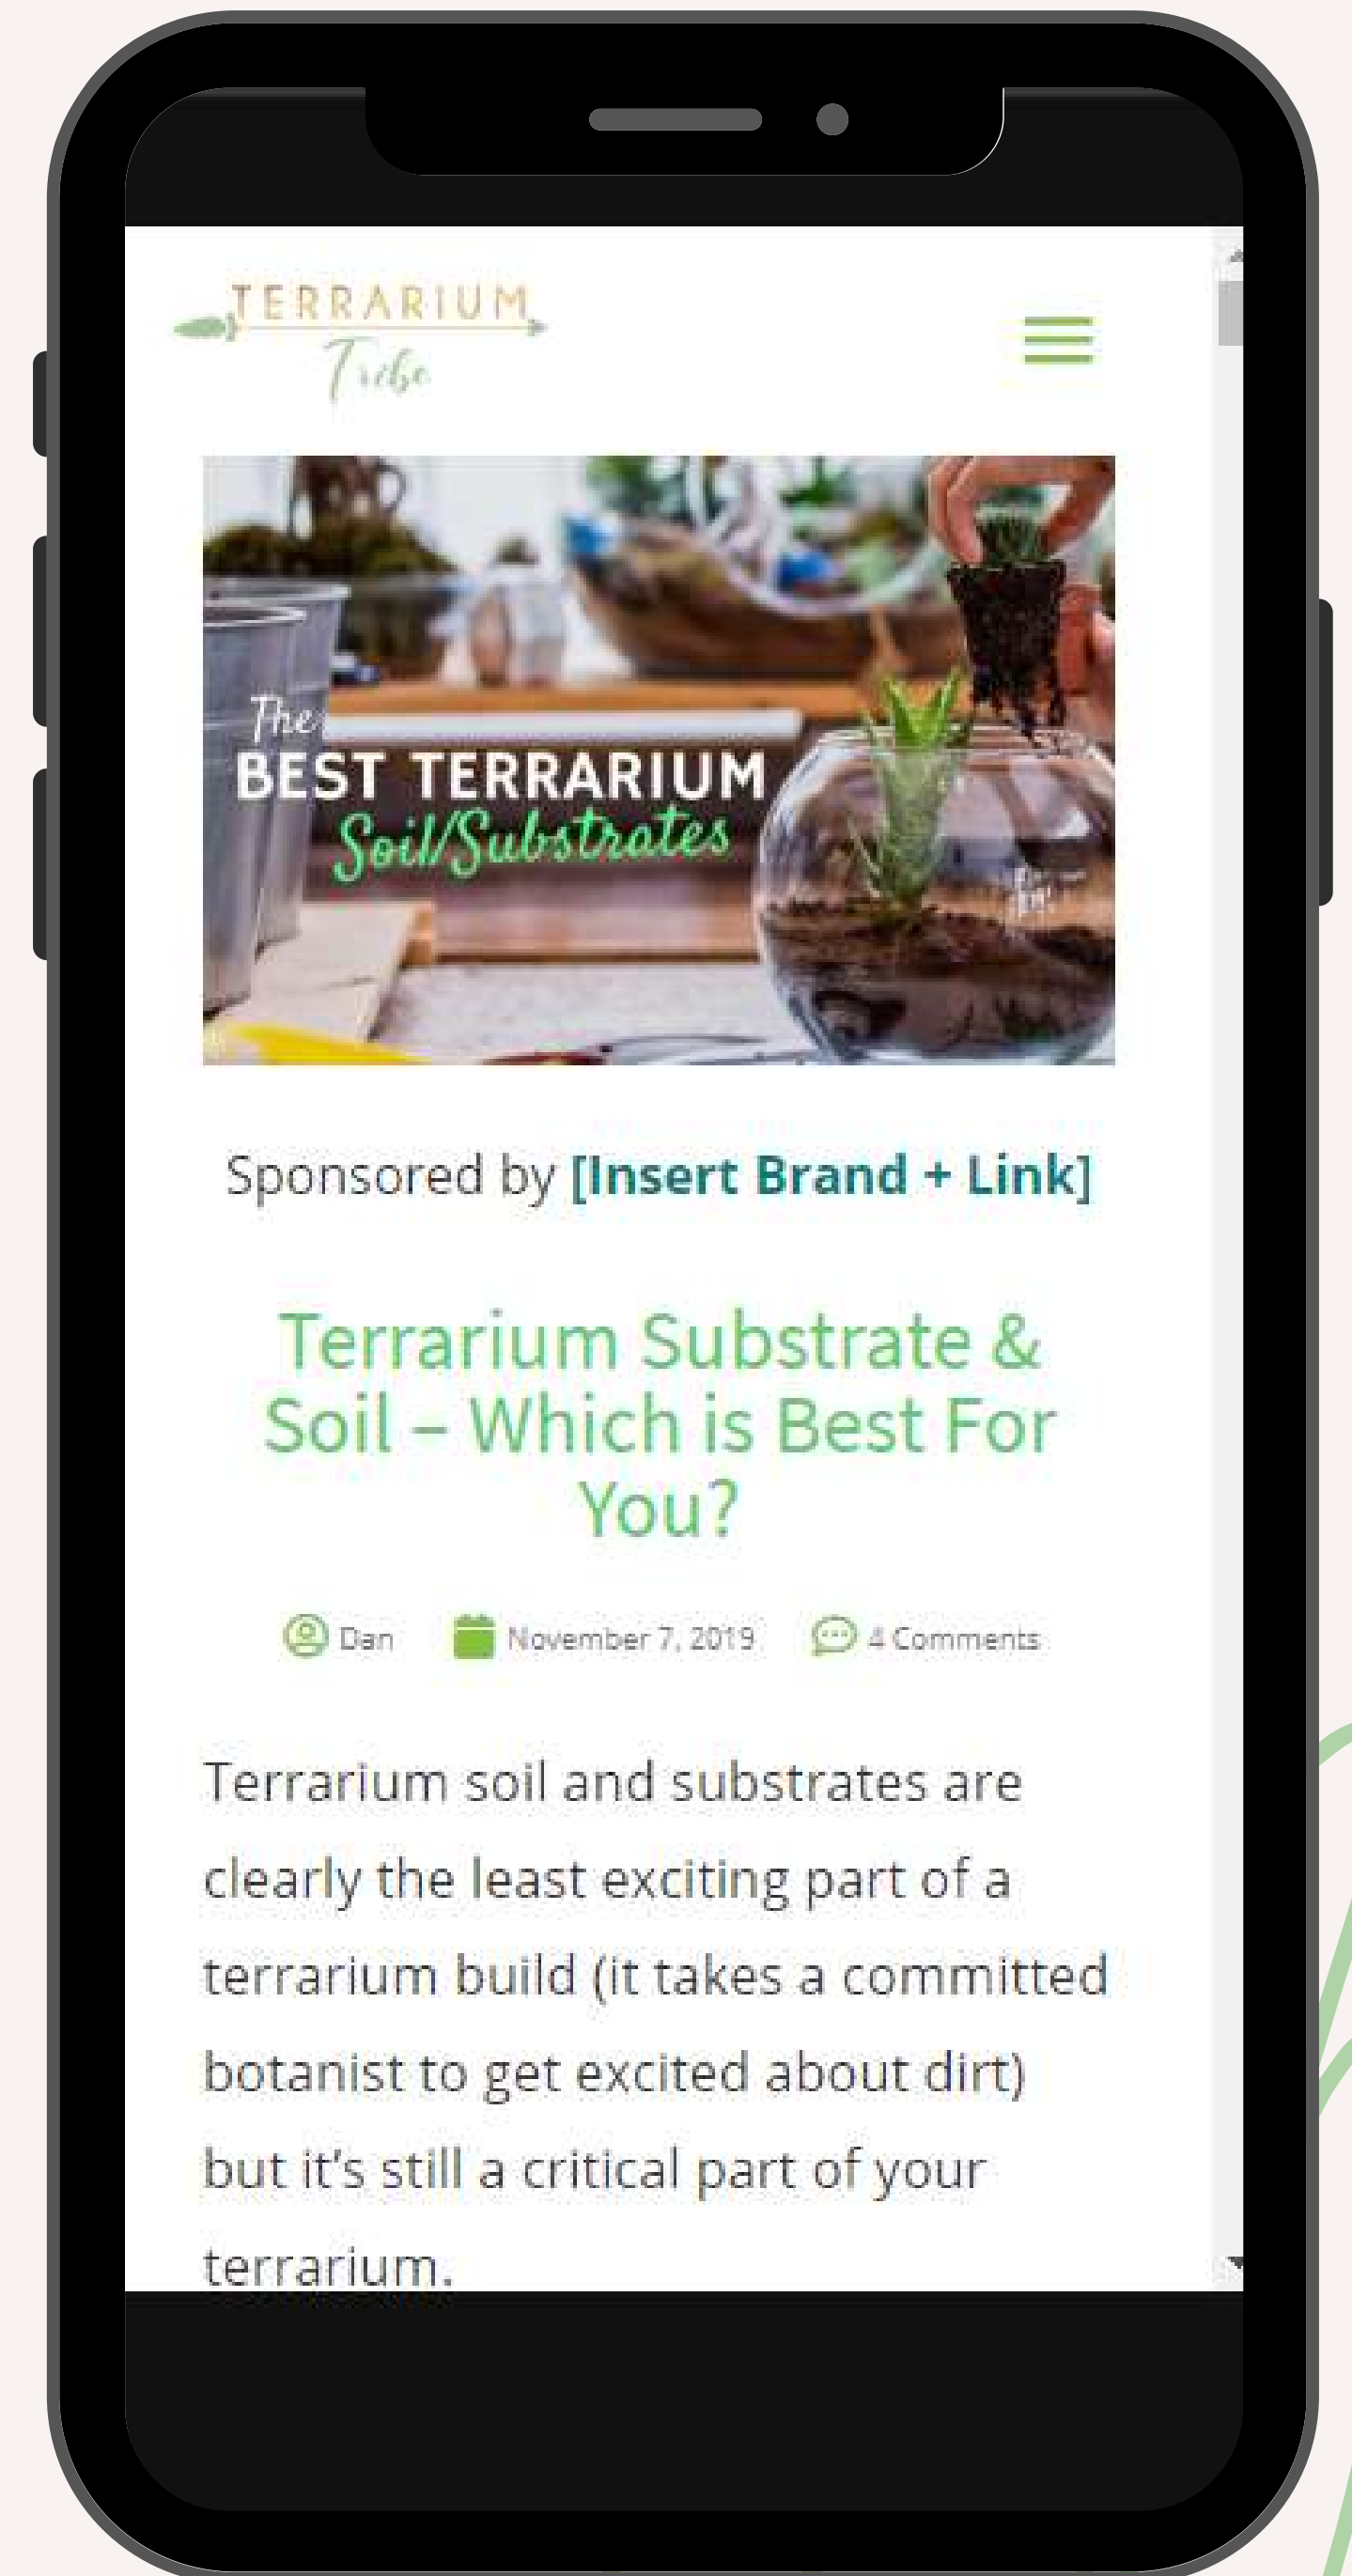 TERRARIUM
Tribe
The
BEST TERRARIUM
Soil/Substrates
Sponsored by [Insert Brand + Link]
Terrarium Substrate &
Soil – Which is Best For
You?
Dan November 7, 2019 4 Comments
Terrarium soil and substrates are
clearly the least exciting part of a
terrarium build (it takes a committed
botanist to get excited about dirt)
but it's still a critical part of your
terrarium.